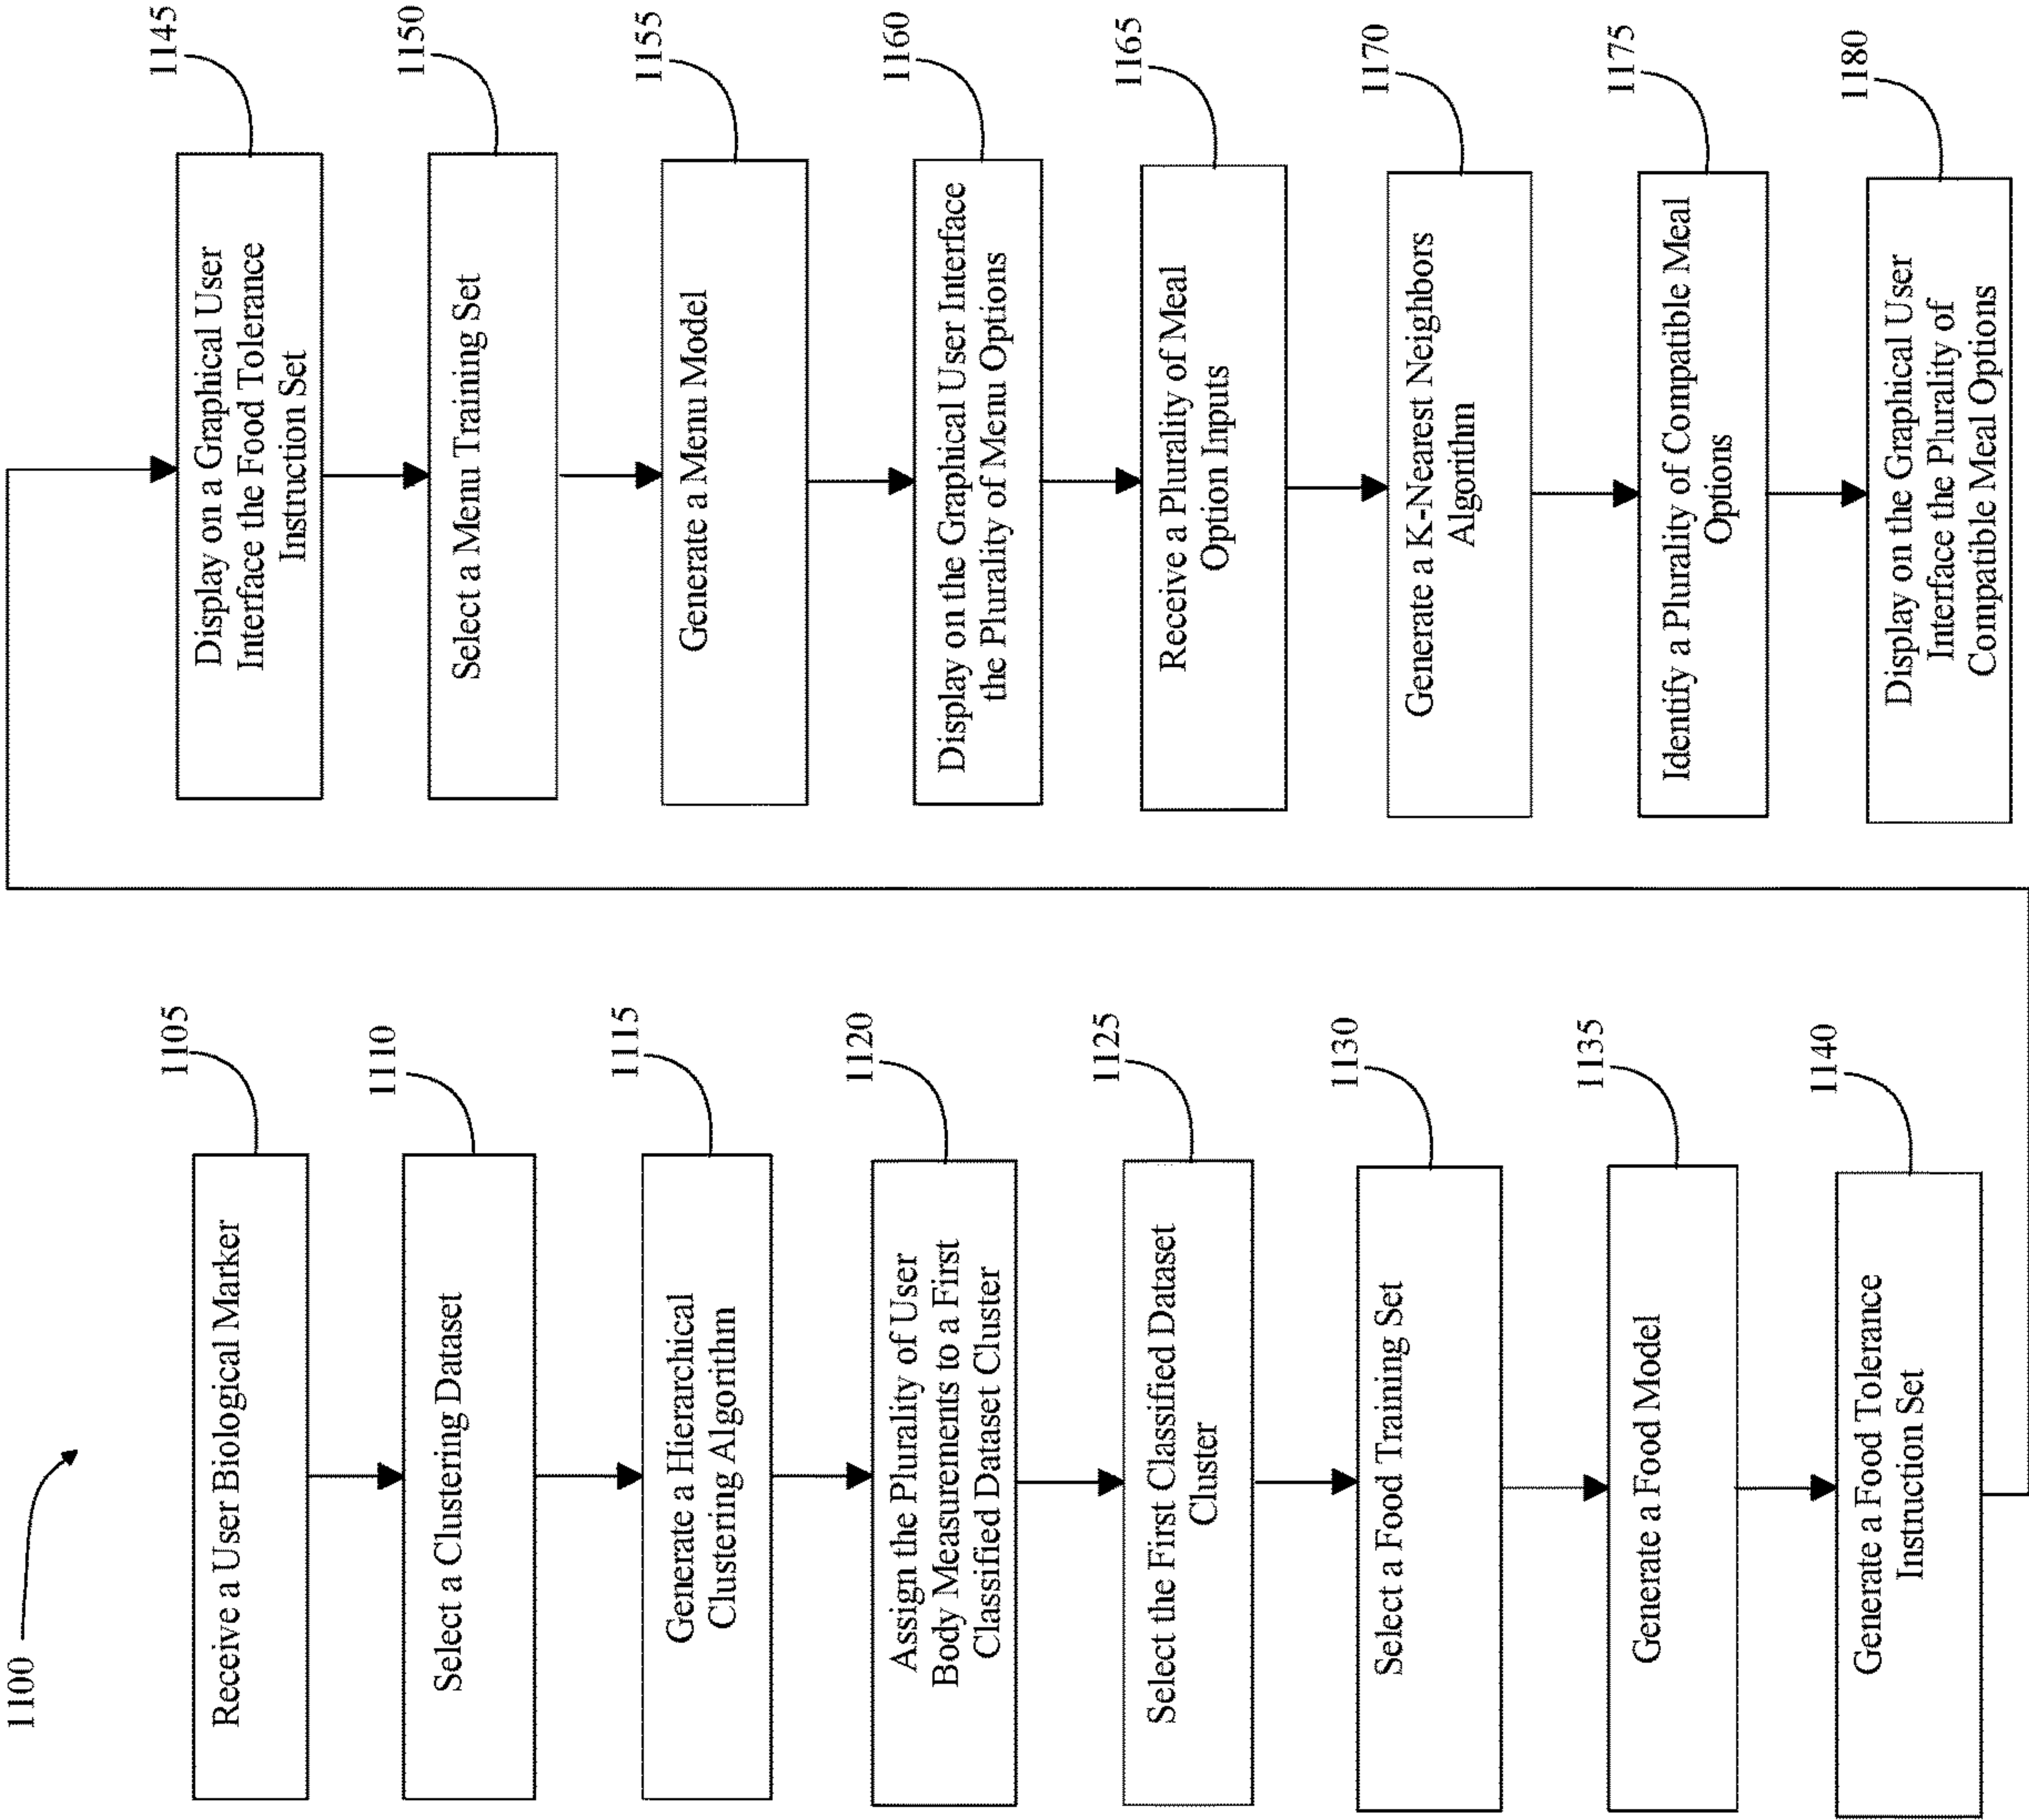 1100
1105
Receive a User Biological Marker
1110
Select a Clustering Dataset
1115
Generate a Hierarchical
Clustering Algorithm
1120
Assign the Plurality of User
Body Measurements to a First
Classified Dataset Cluster
1125
Select the First Classified Dataset
Cluster
1130
Select a Food Training Set
1135
Generate a Food Model
1140
Generate a Food Tolerance
Instruction Set
1145
Display on a Graphical User
Interface the Food Tolerance
Instruction Set
1150
Select a Menu Training Set
1155
Generate a Menu Model
1160
Display on the Graphical User Interface
the Plurality of Menu Options
1165
Receive a Plurality of Meal
Option Inputs
1170
Generate a K-Nearest Neighbors
Algorithm
1175
Identify a Plurality of Compatible Meal
Options
1180
Display on the Graphical User
Interface the Plurality of
Compatible Meal Options